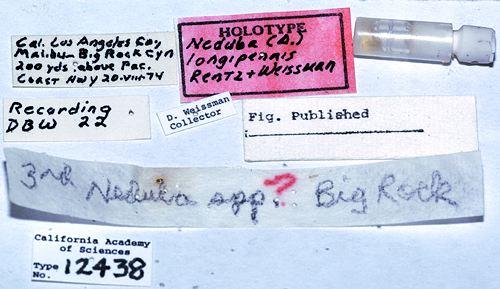 Cal. Los Angeles Co,
Malibu Big Rock Cyn
200 yds above Pac.
Coast Hwy 20-VIII-74
HOLOTYPE
Neduba (A.)
longipennis
Rentz + Weissman
Recording
DBW 22
D. Weissman
Collector
Fig. Published
3rd Neduba spp.? Big Rock
California Academy
of Sciences
Type
No. 12438